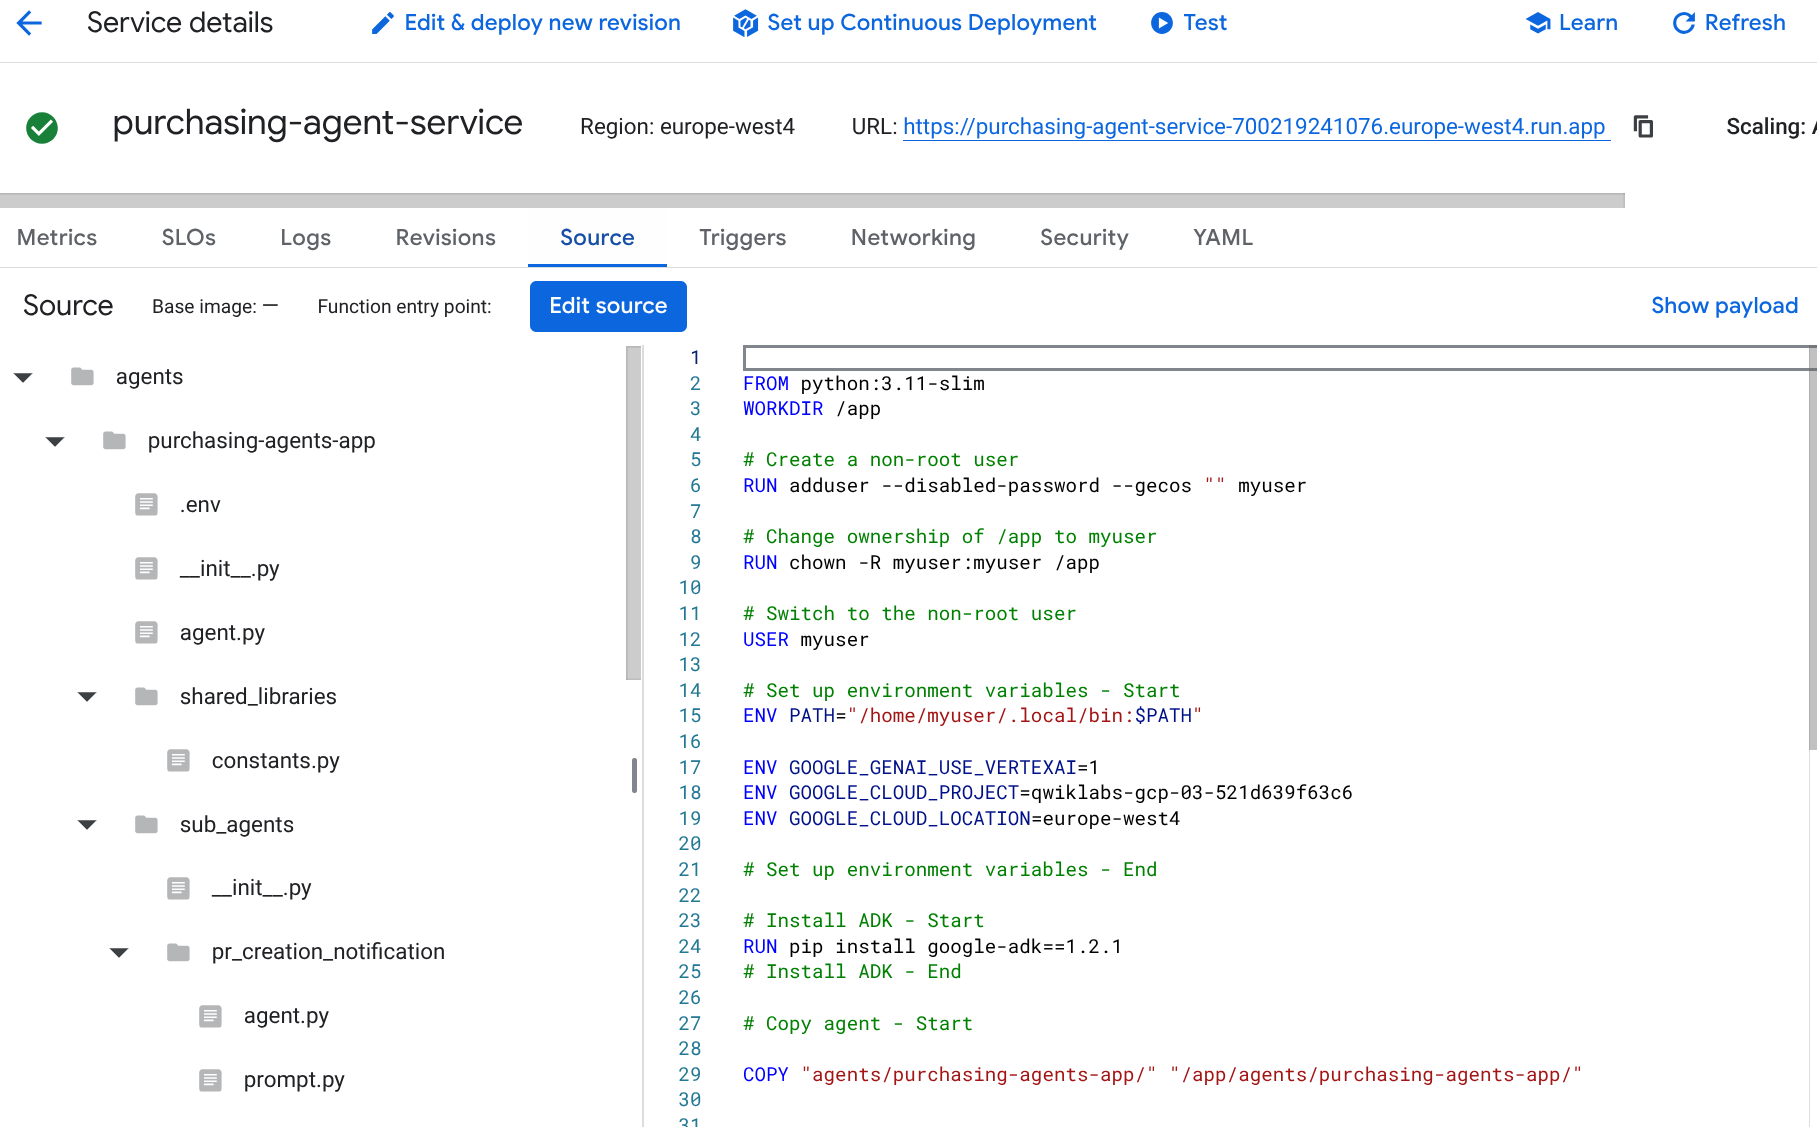 Service details Edit & deploy new revision Set up Continuous Deployment Test Learn Refresh
purchasing-agent-service Region: europe-west4 URL: https://purchasing-agent-service-700219241076.europe-west4.run.app Scaling:
Metrics SLOs Logs Revisions Source Triggers Networking Security YAML
Source Base image: — Function entry point: Edit source Show payload
agents
purchasing-agents-app
.env
__init__.py
agent.py
shared_libraries
constants.py
sub_agents
__init__.py
pr_creation_notification
agent.py
prompt.py
1
2 FROM python:3.11-slim
3 WORKDIR /app
4
5 # Create a non-root user
6 RUN adduser --disabled-password --gecos "" myuser
7
8 # Change ownership of /app to myuser
9 RUN chown -R myuser:myuser /app
10
11 # Switch to the non-root user
12 USER myuser
13
14 # Set up environment variables - Start
15 ENV PATH="/home/myuser/.local/bin:$PATH"
16
17 ENV GOOGLE_GENAI_USE_VERTEXAI=1
18 ENV GOOGLE_CLOUD_PROJECT=qwiklabs-gcp-03-521d639f63c6
19 ENV GOOGLE_CLOUD_LOCATION=europe-west4
20
21 # Set up environment variables - End
22
23 # Install ADK - Start
24 RUN pip install google-adk==1.2.1
25 # Install ADK - End
26
27 # Copy agent - Start
28
29 COPY "agents/purchasing-agents-app/" "/app/agents/purchasing-agents-app/"
30
31